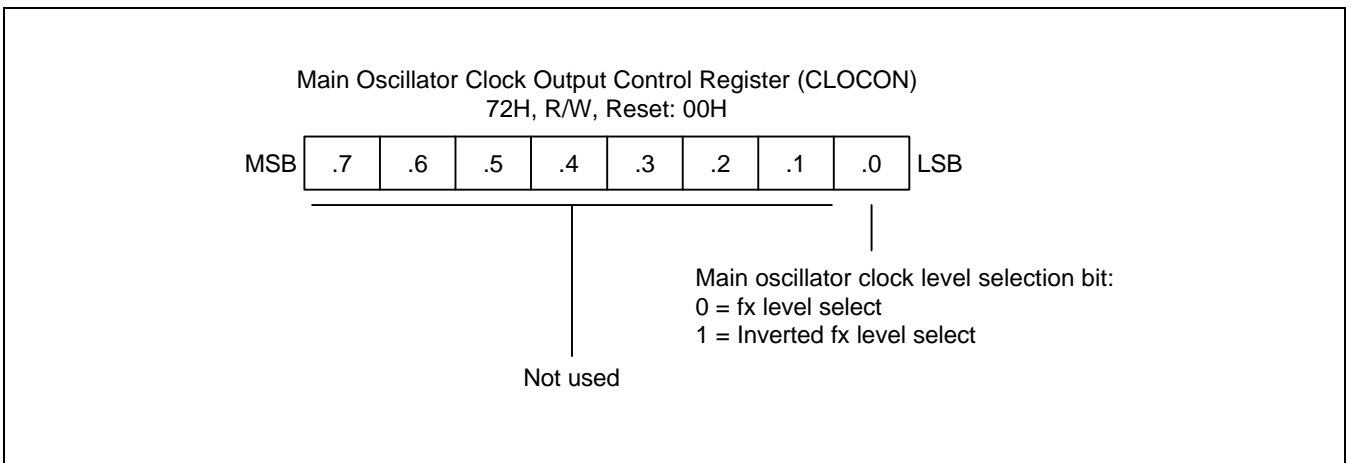 Main Oscillator Clock Output Control Register (CLOCON)
72H, R/W, Reset: 00H
MSB .7 .6 .5 .4 .3 .2 .1 .0 LSB
Main oscillator clock level selection bit:
0 = fx level select
1 = Inverted fx level select
Not used